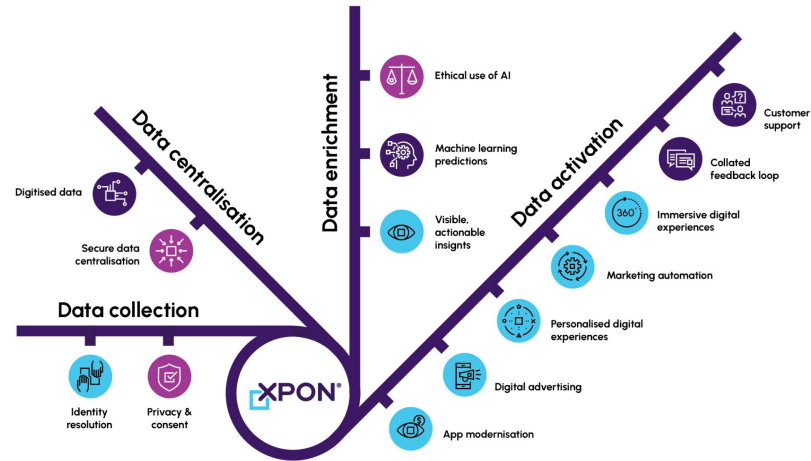 Data collection
Identity
resolution
Privacy &
consent
Data centralisation
Digitised data
Secure data
centralisation
Data enrichment
Ethical use of AI
Machine learning
predictions
Visible,
actionable
insignts
Data activation
Customer
support
Collated
feedback loop
360°
Immersive digital
experiences
Marketing automation
Personalised digital
experiences
Digital advertising
$
App modernisation
?
XPON®